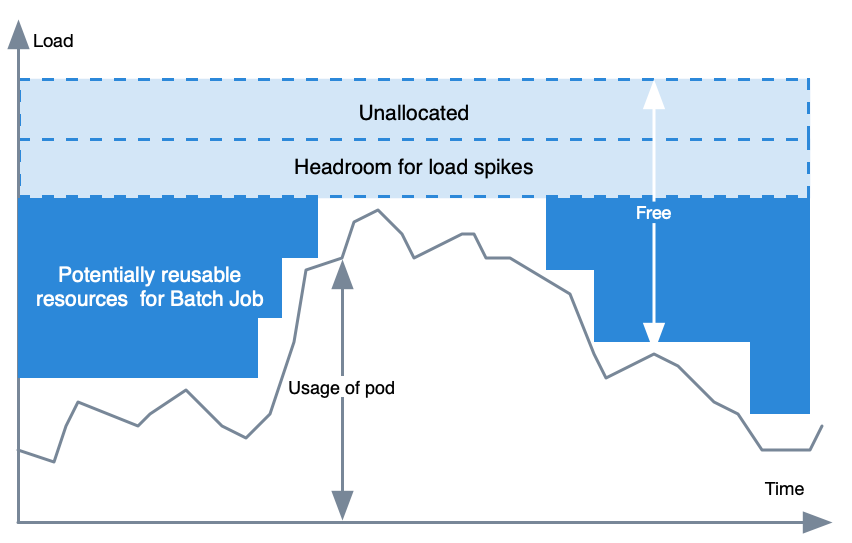 Load
Unallocated
Headroom for load spikes
Free
Potentially reusable
resources for Batch Job
Usage of pod
Time